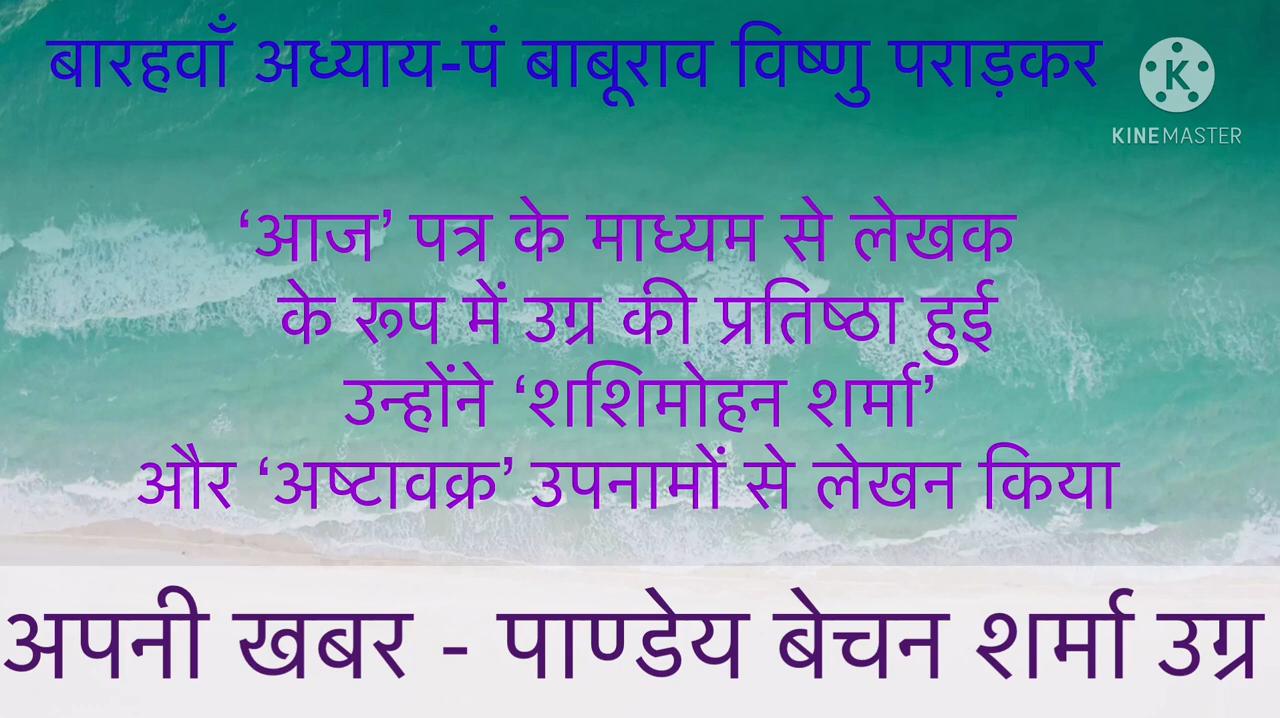 बारहवाँ अध्याय-पं बाबूराव विष्णु पराड़कर
K
KINEMASTER
‘आज’ पत्र के माध्यम से लेखक
के रूप में उग्र की प्रतिष्ठा हुई
उन्होंने ‘शशिमोहन शर्मा’
और ‘अष्टावक्र’ उपनामों से लेखन किया
अपनी खबर - पाण्डेय बेचन शर्मा उग्र